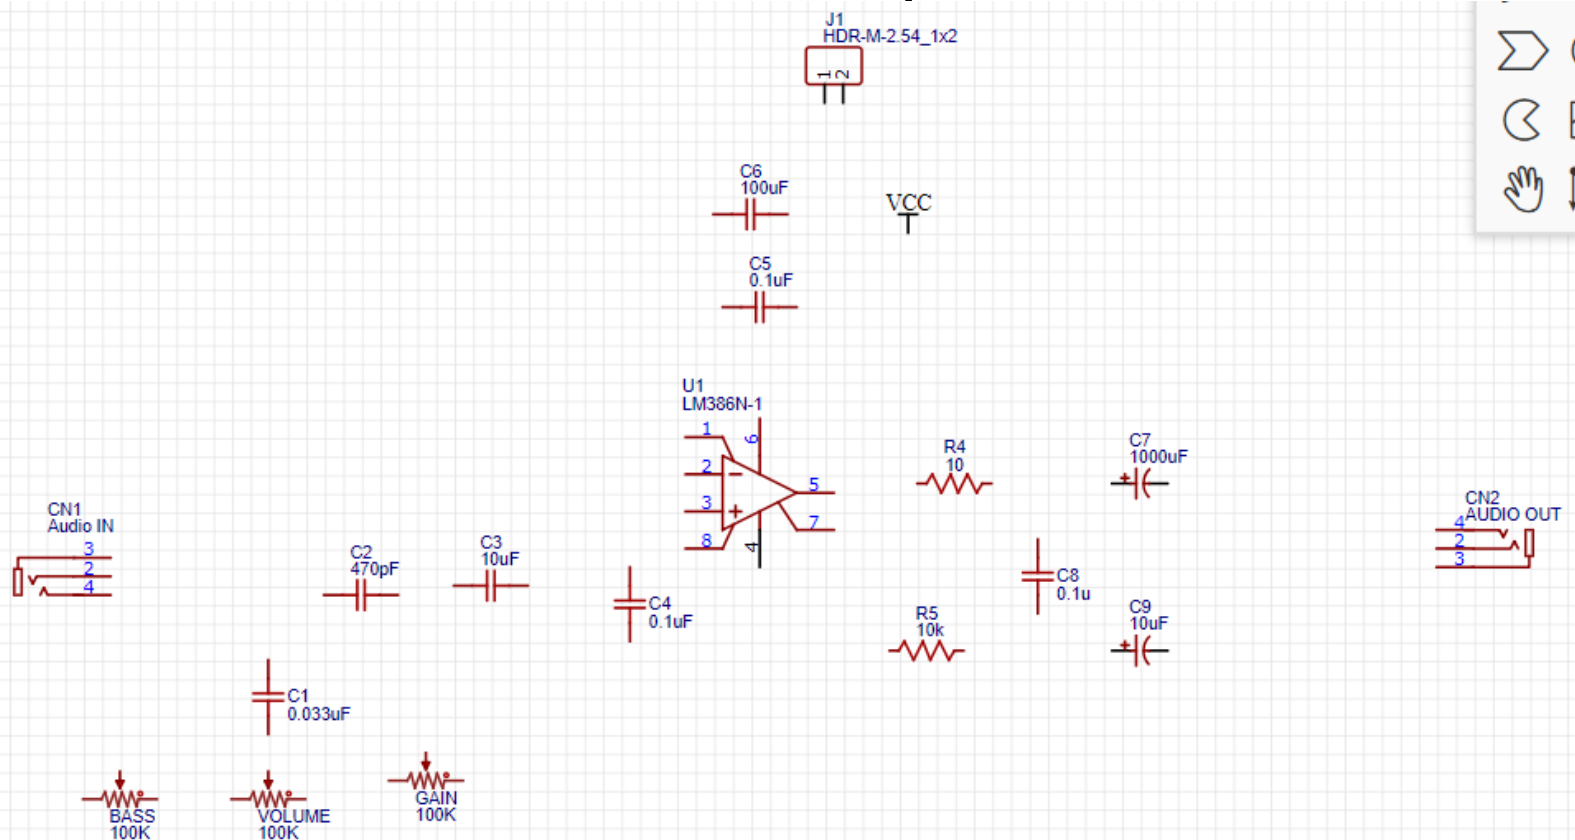 J1
HDR-M-2.54_1x2
1 2
C6
100uF
VCC
C5
0.1uF
U1
LM386N-1
1
6
2
3
5
7
8
4
R4
10
C7
1000uF
CN1
Audio IN
3
2
4
C2
470pF
C3
10uF
C4
0.1uF
C8
0.1u
CN2
AUDIO OUT
4
2
3
R5
10k
C9
10uF
C1
0.033uF
BASS
100K
VOLUME
100K
GAIN
100K